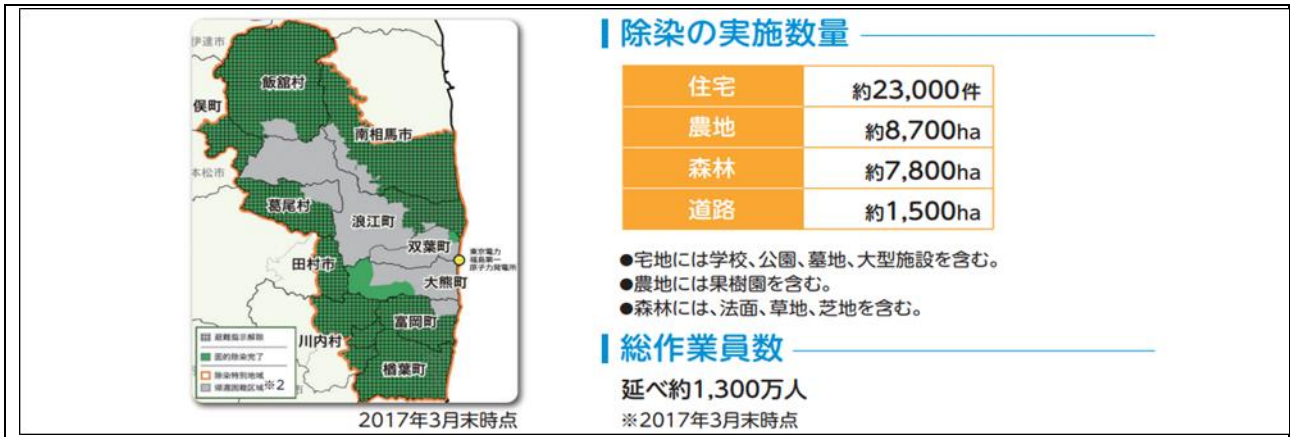 伊達市
飯舘村
俣町
南相馬市
本松市
葛尾村
浪江町
双葉町
東京電力
福島第一
原子力発電所
田村市
大熊町
富岡町
川内村
楢葉町
避難指示解除
面的除染完了
除染特別地域
帰還困難区域※2
2017年3月末時点
除染の実施数量
住宅 約23,000件
農地 約8,700ha
森林 約7,800ha
道路 約1,500ha
●宅地には学校、公園、墓地、大型施設を含む。
●農地には果樹園を含む。
●森林には、法面、草地、芝地を含む。
総作業員数
延べ約1,300万人
※2017年3月末時点